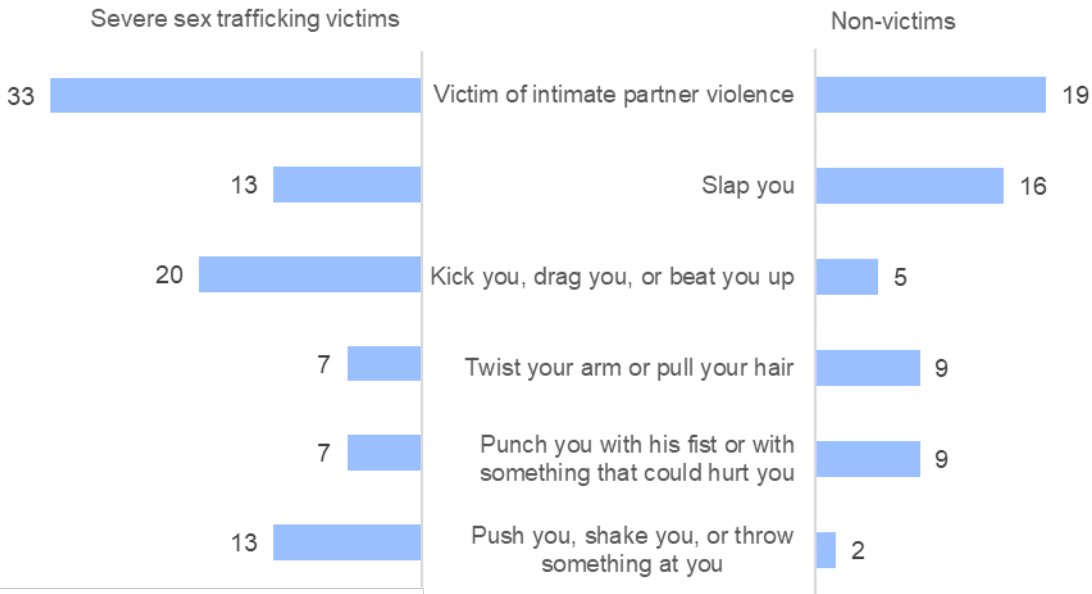 Severe sex trafficking victims
Non-victims
33
Victim of intimate partner violence
19
13
Slap you
16
20
Kick you, drag you, or beat you up
5
7
Twist your arm or pull your hair
9
7
Punch you with his fist or with
something that could hurt you
9
13
Push you, shake you, or throw
something at you
2